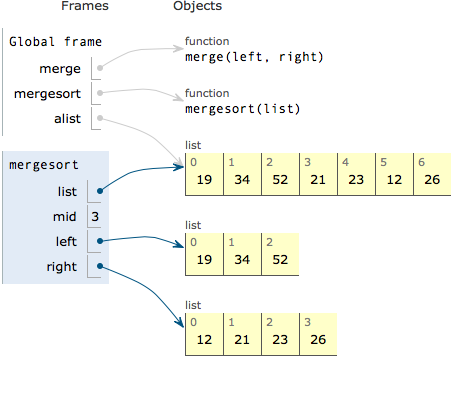 Frames Objects
Global frame
merge
mergesort
alist
function
merge(left, right)
function
mergesort(list)
list
0 1 2 3 4 5 6
19 34 52 21 23 12 26
mergesort
list
mid 3
left
right
list
0 1 2
19 34 52
list
0 1 2 3
12 21 23 26